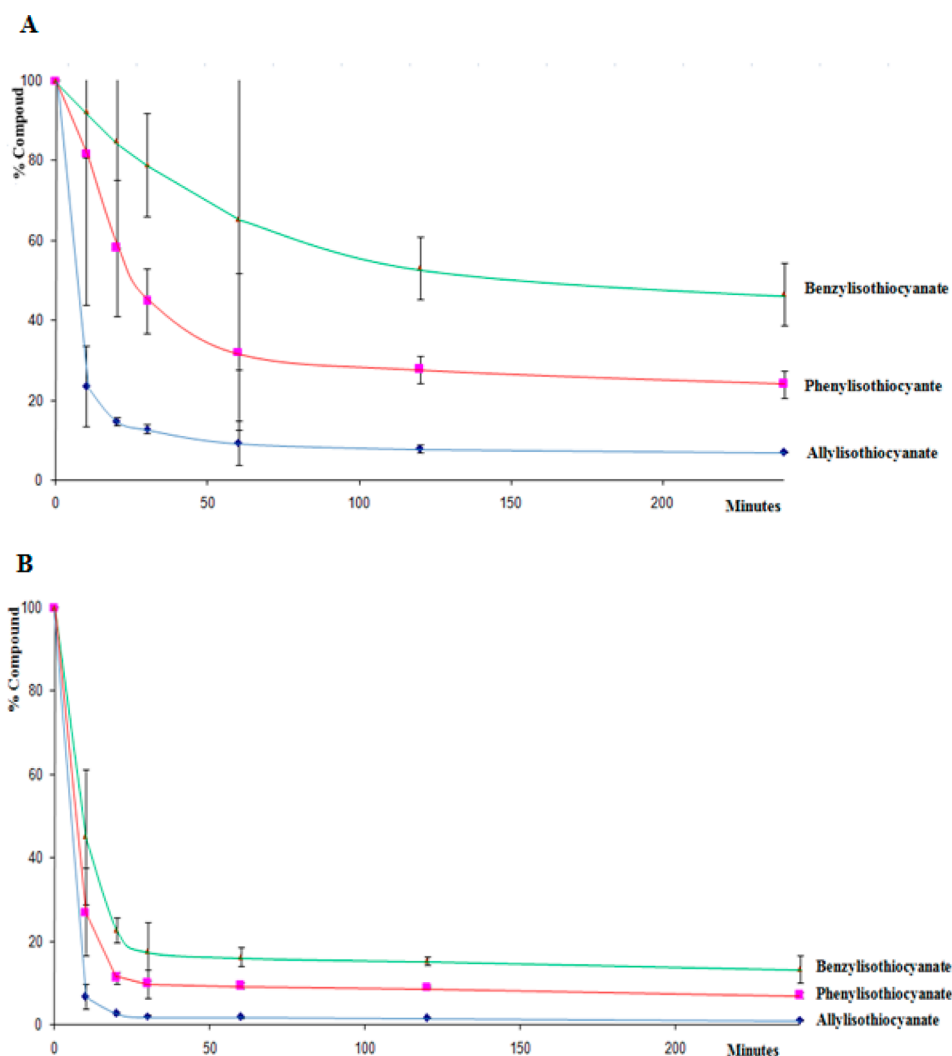 A
% Compoud
100
80
60
40
20
0
Benzylisothiocyanate
Phenylisothiocyante
Allylisothiocyanate
0
50
100
150
200
Minutes
B
% Compound
100
80
60
40
20
0
Benzylisothiocyanate
Phenylisothiocyanate
Allylisothiocyanate
0
50
100
150
200
Minutes